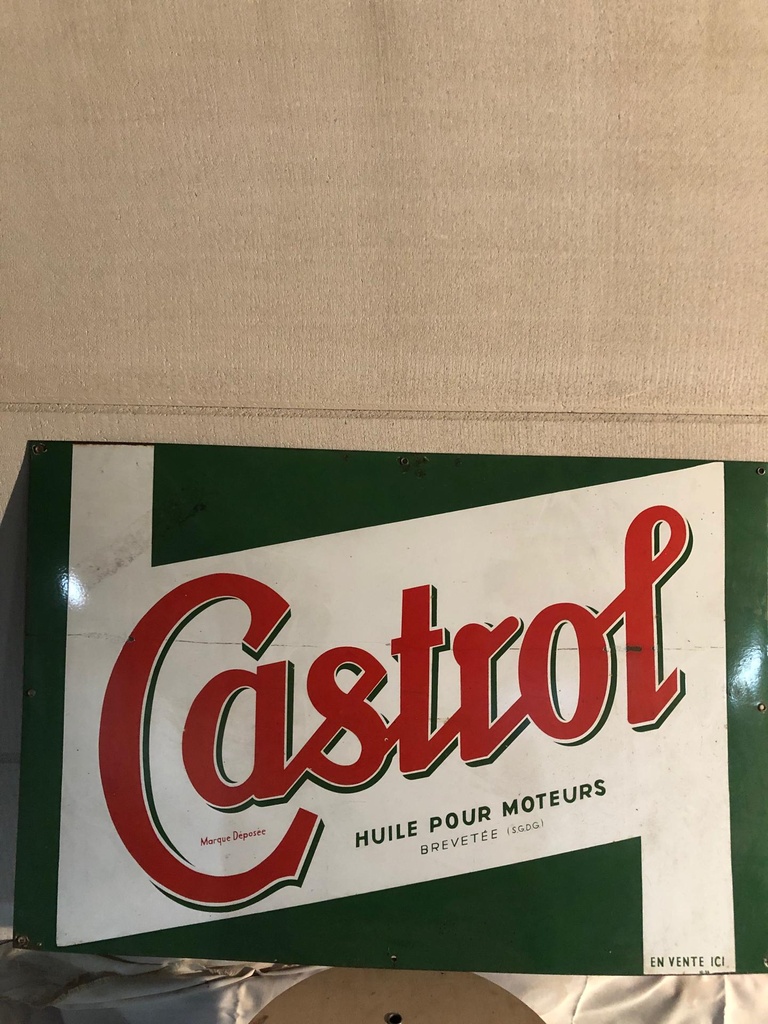 Castrol
Marque Déposée
HUILE POUR MOTEURS
BREVETÉE (S.G.D.G.)
EN VENTE ICI